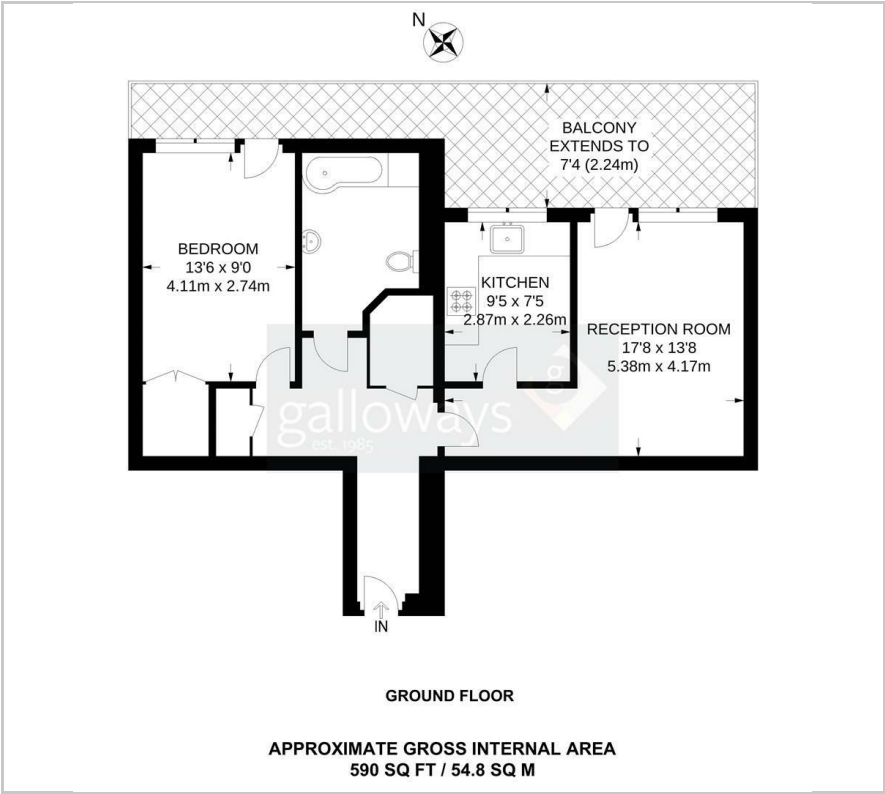 N
BALCONY
EXTENDS TO
7'4 (2.24m)
BEDROOM
13'6 x 9'0
4.11m x 2.74m
KITCHEN
9'5 x 7'5
2.87m x 2.26m
RECEPTION ROOM
17'8 x 13'8
5.38m x 4.17m
g
galloways
est. 1985
IN
GROUND FLOOR
APPROXIMATE GROSS INTERNAL AREA
590 SQ FT / 54.8 SQ M